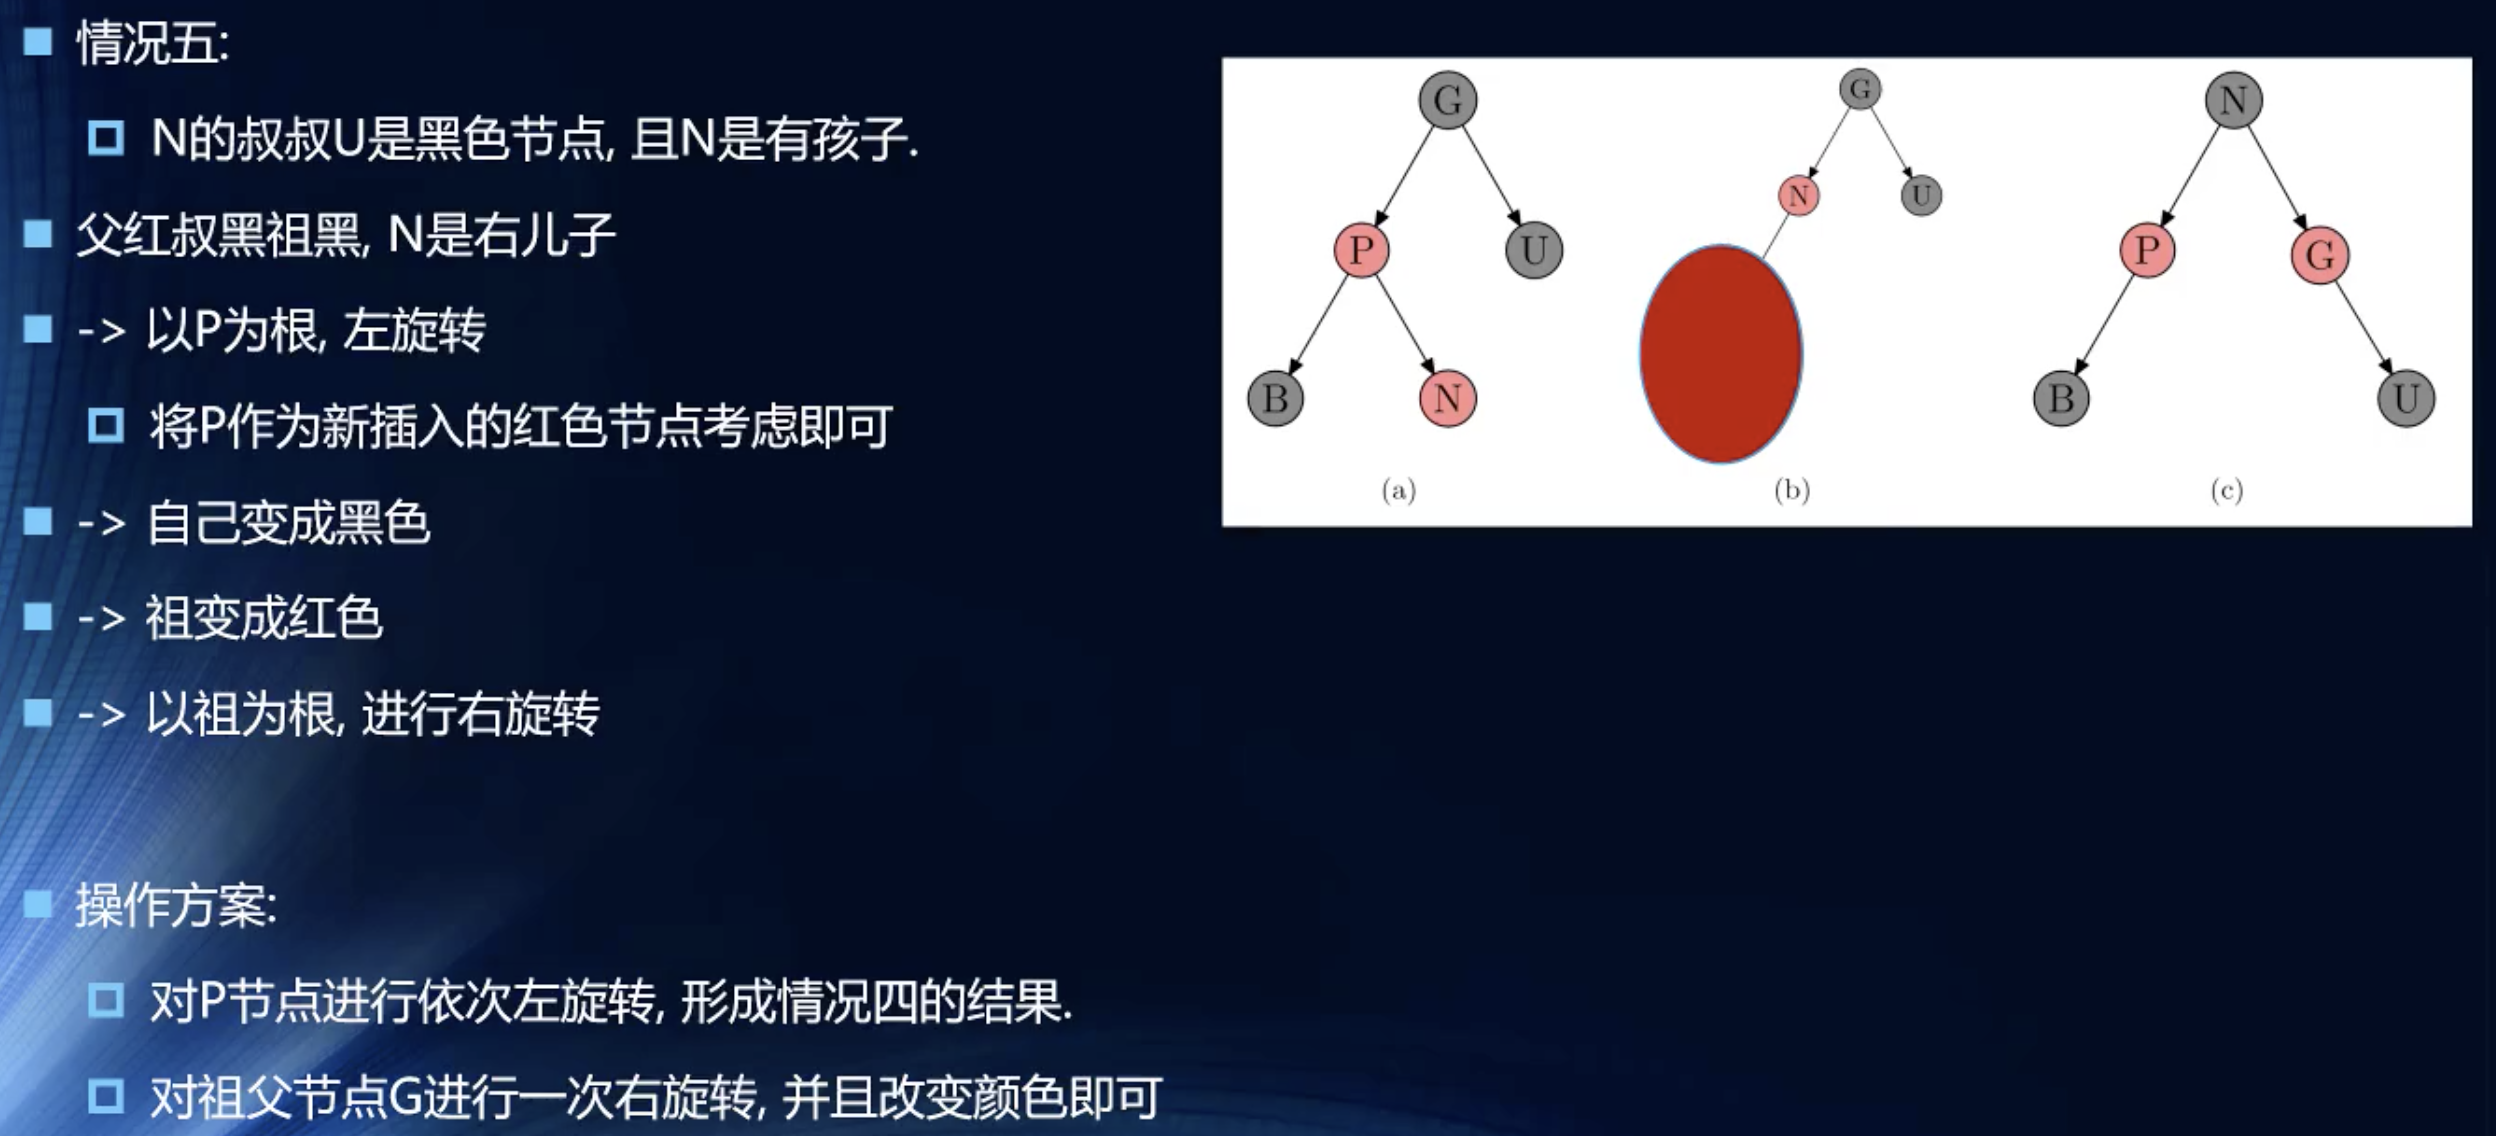 情况五:
N的叔叔U是黑色节点, 且N是有孩子.
父红叔黑祖黑, N是右儿子
-> 以P为根, 左旋转
将P作为新插入的红色节点考虑即可
-> 自己变成黑色
-> 祖变成红色
-> 以祖为根, 进行右旋转
操作方案:
对P节点进行依次左旋转, 形成情况四的结果.
对祖父节点G进行一次右旋转, 并且改变颜色即可
G
P U
B N
(a)
G
N U
(b)
N
P G
B U
(c)